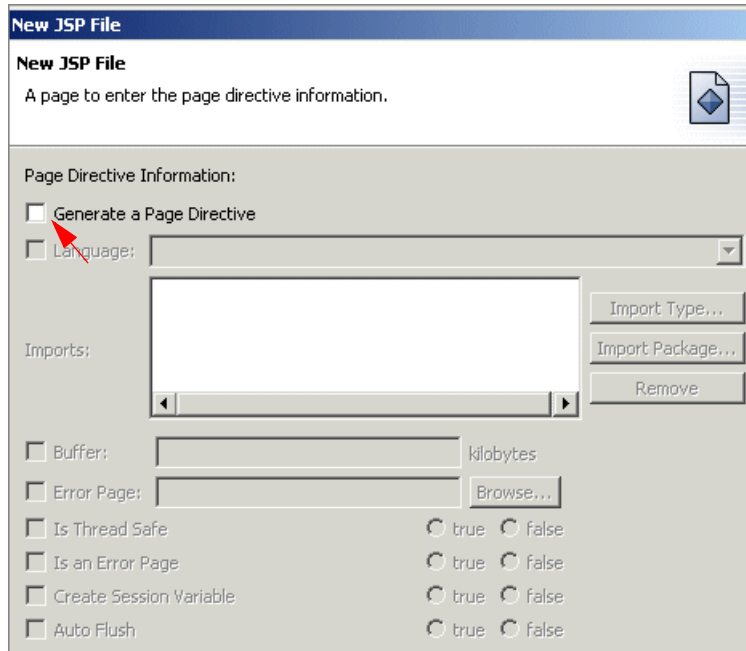 New JSP File
New JSP File
A page to enter the page directive information.
Page Directive Information:
Generate a Page Directive
Language:
Import Type...
Imports:
Import Package...
Remove
Buffer:
kilobytes
Error Page:
Browse...
Is Thread Safe
true
false
Is an Error Page
true
false
Create Session Variable
true
false
Auto Flush
true
false